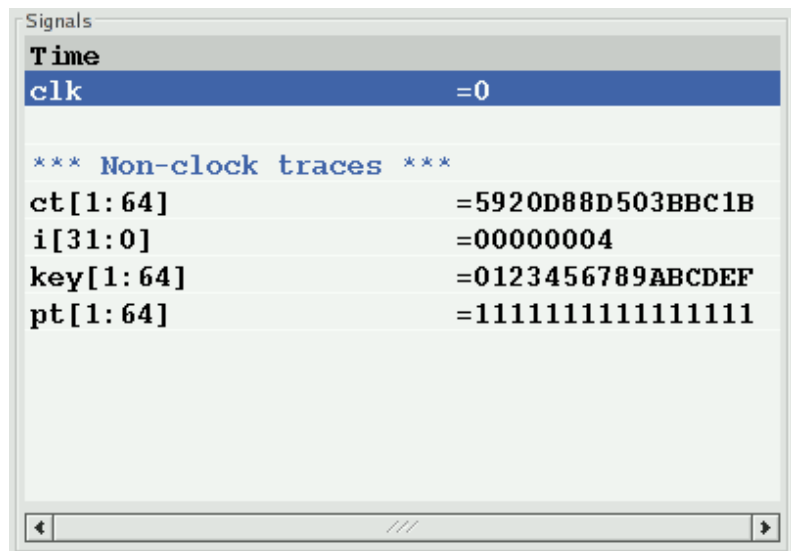 Signals
Time
clk =0
*** Non-clock traces ***
ct[1:64] =5920D88D503BBC1B
i[31:0] =00000004
key[1:64] =0123456789ABCDEF
pt[1:64] =1111111111111111